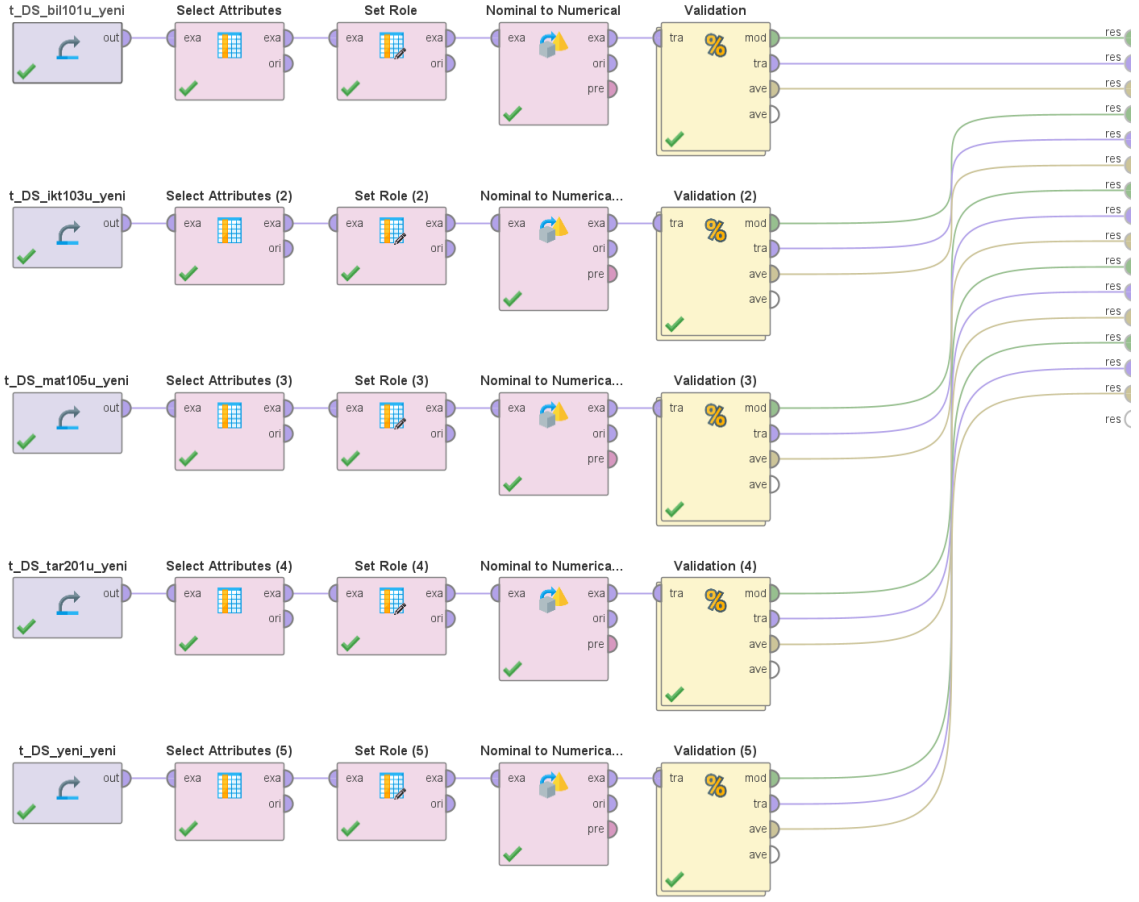 t_DS_bil101u_yeni Select Attributes Set Role Nominal to Numerical Validation
out exa exa exa exa exa exa tra mod res
ori ori ori tra res
pre ave res
ave res
res
res
t_DS_ikt103u_yeni Select Attributes (2) Set Role (2) Nominal to Numerica... Validation (2) res
out exa exa exa exa exa exa tra mod res
ori ori ori tra res
pre ave res
ave res
res
res
t_DS_mat105u_yeni Select Attributes (3) Set Role (3) Nominal to Numerica... Validation (3) res
out exa exa exa exa exa exa tra mod res
ori ori ori tra
pre ave
ave
t_DS_tar201u_yeni Select Attributes (4) Set Role (4) Nominal to Numerica... Validation (4)
out exa exa exa exa exa exa tra mod
ori ori ori tra
pre ave
ave
t_DS_yeni_yeni Select Attributes (5) Set Role (5) Nominal to Numerica... Validation (5)
out exa exa exa exa exa exa tra mod
ori ori ori tra
pre ave
ave